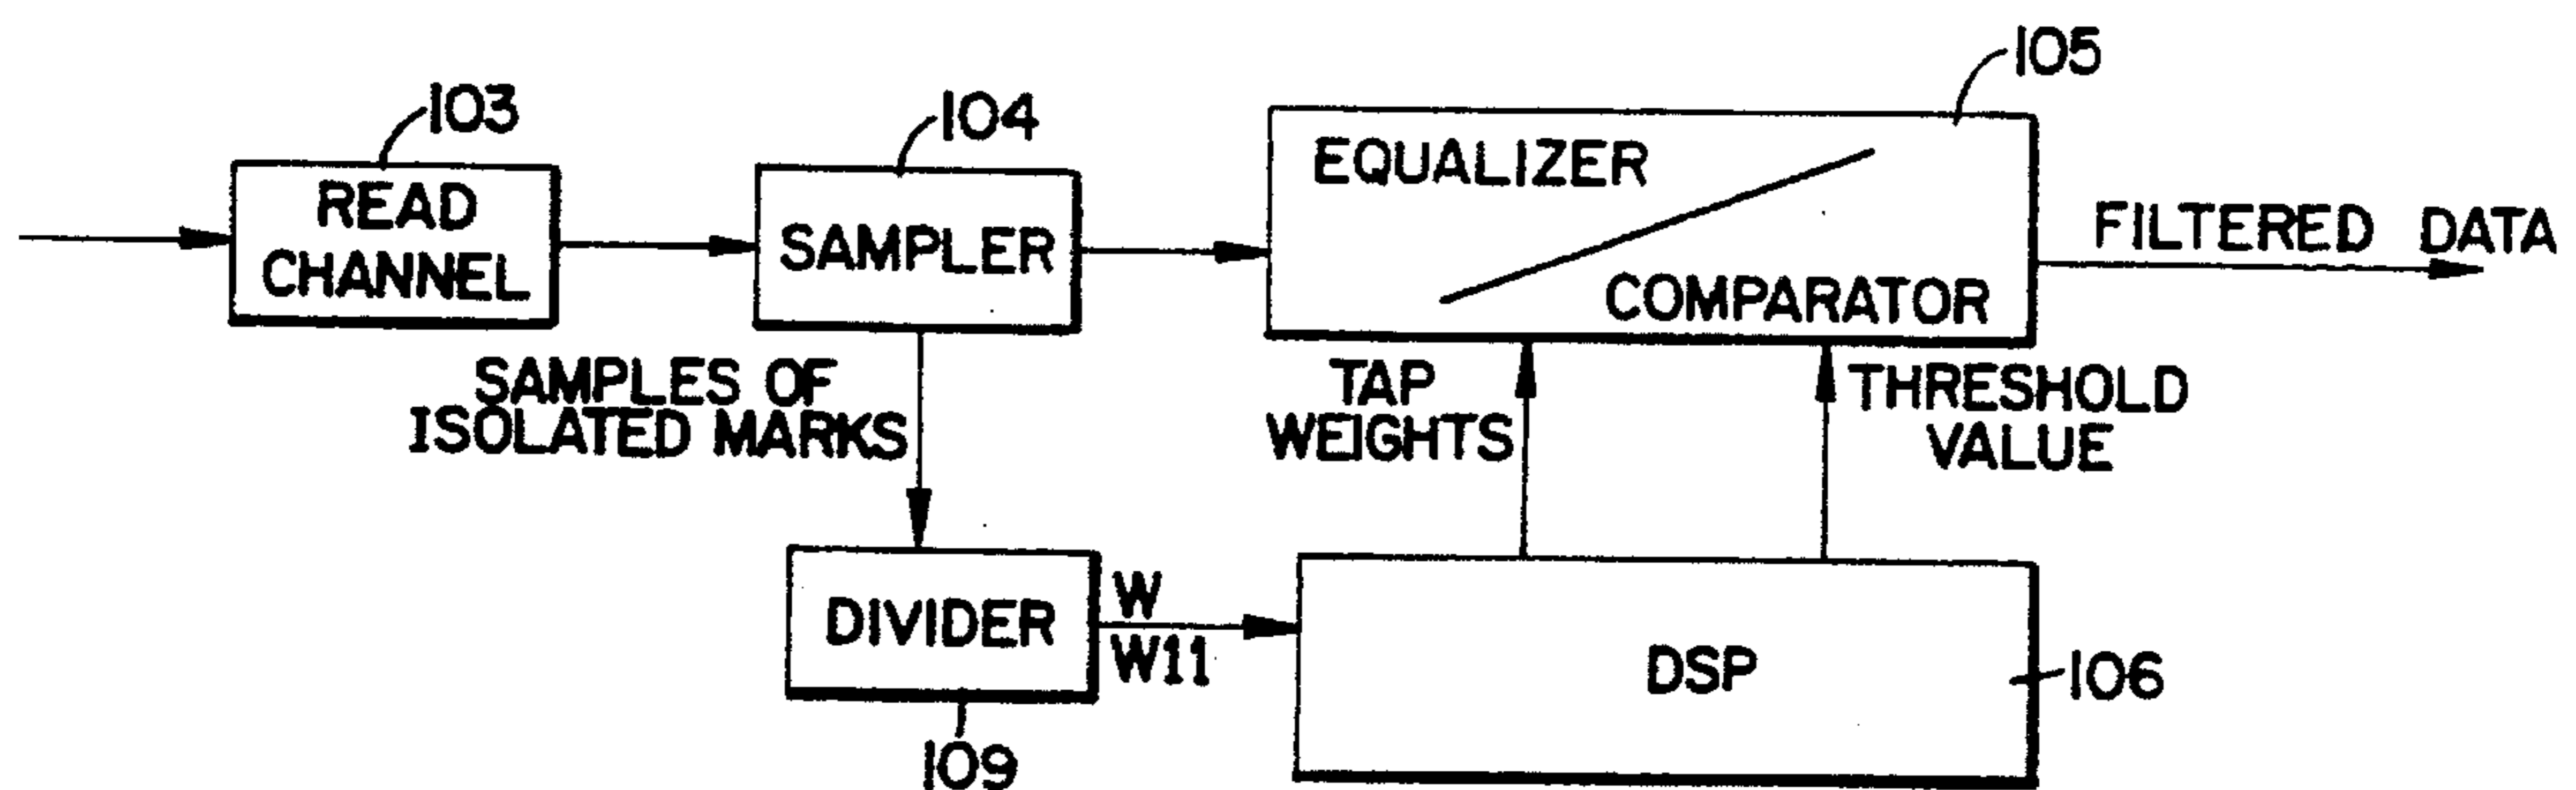 103
READ
CHANNEL
104
SAMPLER
105
EQUALIZER
COMPARATOR
FILTERED DATA
SAMPLES OF
ISOLATED MARKS
TAP
WEIGHTS
THRESHOLD
VALUE
DIVIDER
109
W
W11
DSP
106